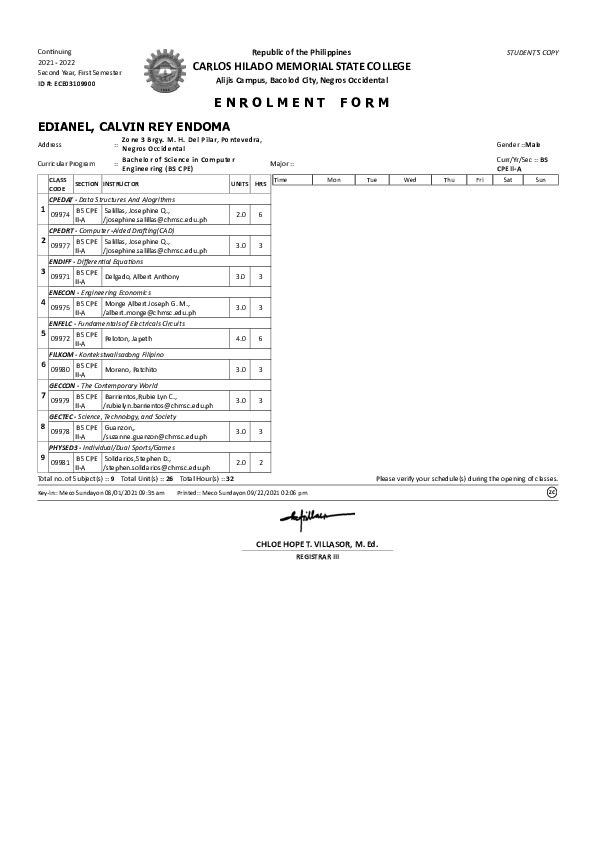 Continuing
2021 - 2022
Second Year, First Semester
ID #: ECE03109900
Republic of the Philippines
CARLOS HILADO MEMORIAL STATE COLLEGE
Alijis Campus, Bacolod City, Negros Occidental
STUDENT'S COPY
ENROLMENT FORM
EDIANEL, CALVIN REY ENDOMA
Address :: Zone 3 Brgy. M. H. Del Pilar, Pontevedra, Negros Occidental
Gender :: Male
Curricular Program :: Bachelor of Science in Computer Engineering (BS CPE)
Major ::
Curr/Yr/Sec :: BS CPE II-A
CLASS CODE SECTION INSTRUCTOR UNITS HRS
Time Mon Tue Wed Thu Fri Sat Sun
CPEDAT - Data Structures And Alogrithms
1 09974 BS CPE II-A Salillas, Josephine Q., /josephine.salillas@chmsc.edu.ph 2.0 6
CPEDRT - Computer -Aided Drafting(CAD)
2 09977 BS CPE II-A Salillas, Josephine Q., /josephine.salillas@chmsc.edu.ph 3.0 3
ENDIFF - Differential Equations
3 09971 BS CPE II-A Delgado, Albert Anthony 3.0 3
ENECON - Engineering Economics
4 09975 BS CPE II-A Monge Albert Joseph G. M., /albert.monge@chmsc.edu.ph 3.0 3
ENFELC - Fundamentals of Electricals Circuits
5 09972 BS CPE II-A Peloton, Japeth 4.0 6
FILKOM - Kontekstwalisadong Filipino
6 09980 BS CPE II-A Moreno, Patchito 3.0 3
GECCON - The Contemporary World
7 09979 BS CPE II-A Barrientos,Rubie Lyn C., /rubielyn.barrientos@chmsc.edu.ph 3.0 3
GECTEC - Science, Technology, and Society
8 09978 BS CPE II-A Guanzon,, /suzanne.guanzon@chmsc.edu.ph 3.0 3
PHYSED3 - Individual/Dual Sports/Games
9 09981 BS CPE II-A Solidarios,Stephen D., /stephen.solidarios@chmsc.edu.ph 2.0 2
Total no. of Subject(s) :: 9 Total Unit(s) :: 26 Total Hour(s) :: 32
Please verify your schedule(s) during the opening of classes.
Key-in:: Meco Sundayon 08/01/2021 09:35 am Printed:: Meco Sundayon 09/22/2021 02:06 pm
CHLOE HOPE T. VILLASOR, M. Ed.
REGISTRAR III